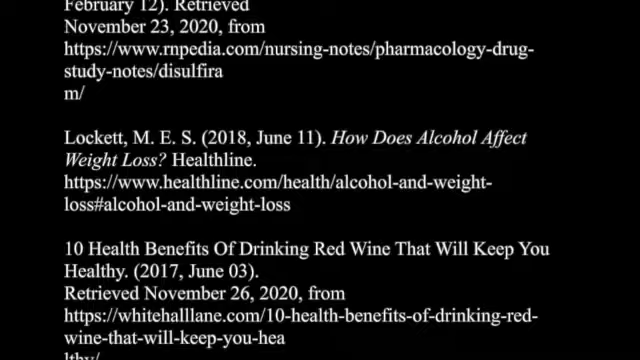 February 12). Retrieved
November 23, 2020, from
https://www.rnpedia.com/nursing-notes/pharmacology-drug-
study-notes/disulfira
m/
Lockett, M. E. S. (2018, June 11). How Does Alcohol Affect
Weight Loss? Healthline.
https://www.healthline.com/health/alcohol-and-weight-
loss#alcohol-and-weight-loss
10 Health Benefits Of Drinking Red Wine That Will Keep You
Healthy. (2017, June 03).
Retrieved November 26, 2020, from
https://whitehalllane.com/10-health-benefits-of-drinking-red-
wine-that-will-keep-you-hea
lthy/